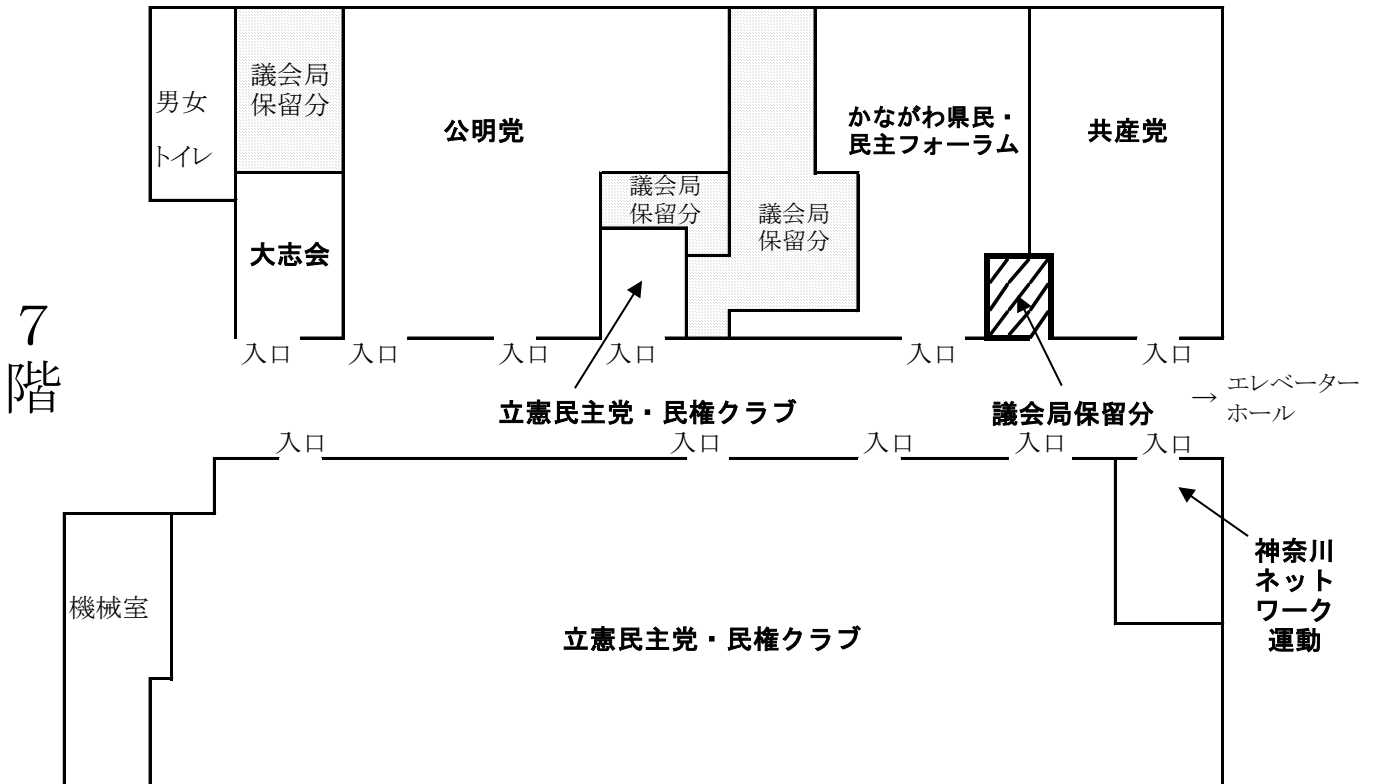 7
階
男女
トイレ
議会局
保留分
大志会
公明党
議会局
保留分
議会局
保留分
かながわ県民・
民主フォーラム
共産党
入口
入口
入口
入口
入口
入口
立憲民主党・民権クラブ
議会局保留分
→ エレベーター
ホール
入口
入口
入口
入口
入口
機械室
立憲民主党・民権クラブ
神奈川
ネット
ワーク
運動